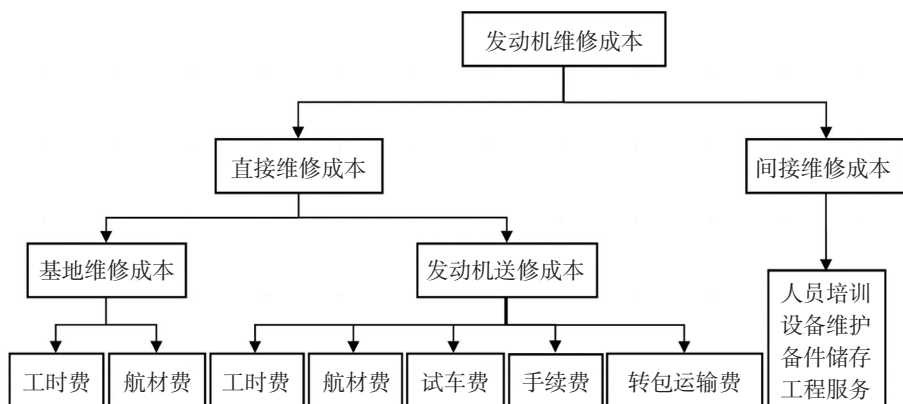 发动机维修成本
直接维修成本
间接维修成本
基地维修成本
发动机送修成本
人员培训
设备维护
备件储存
工程服务
工时费
航材费
工时费
航材费
试车费
手续费
转包运输费